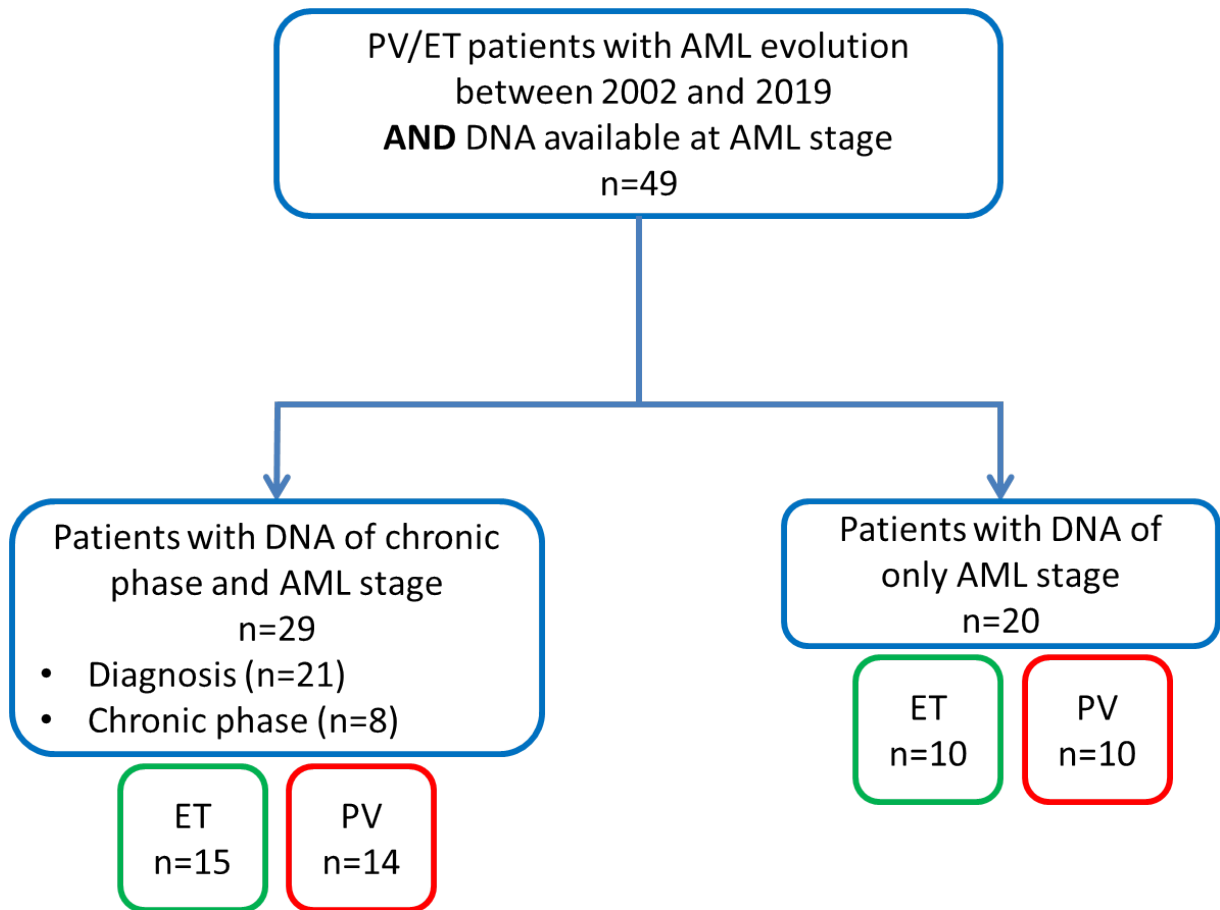 PV/ET patients with AML evolution
between 2002 and 2019
AND DNA available at AML stage
n=49
Patients with DNA of chronic
phase and AML stage
n=29
• Diagnosis (n=21)
• Chronic phase (n=8)
ET
n=15
PV
n=14
Patients with DNA of
only AML stage
n=20
ET
n=10
PV
n=10